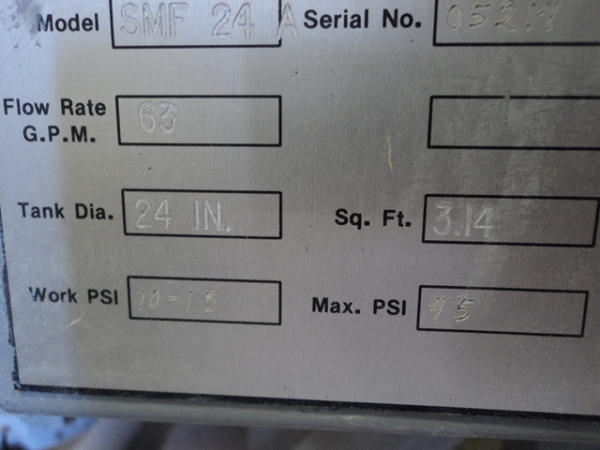 Model SMF 24 A Serial No.
Flow Rate
G.P.M. 63
Tank Dia. 24 IN. Sq. Ft. 3.14
Work PSI 10-15 Max. PSI 45